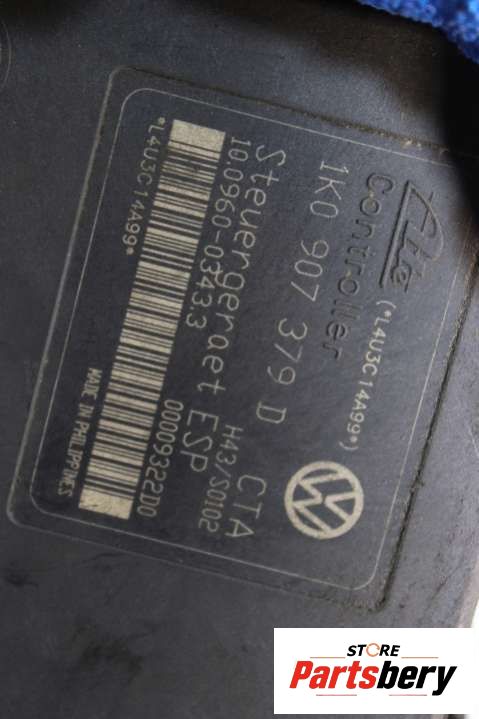 Ate
Controller (*L4U3C14A99*)
1K0 907 379 D CTA
Steuergeraet ESP H43/S0102
10.0960-0343.3 00009322D0
*L4U3C14A99* MADE IN PHILIPPINES
STORE
Partsbery